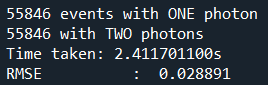 55846 events with ONE photon
55846 with TWO photons
Time taken: 2.411701100s
RMSE        :  0.028891